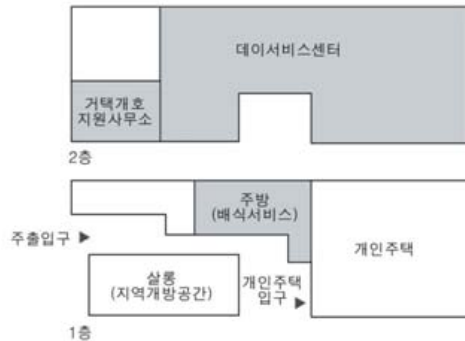 데이서비스센터
거택개호
지원사무소
2층
주방
(배식서비스)
주출입구 ▶
개인주택
살롱
(지역개방공간)
개인주택
입구 ▶
1층